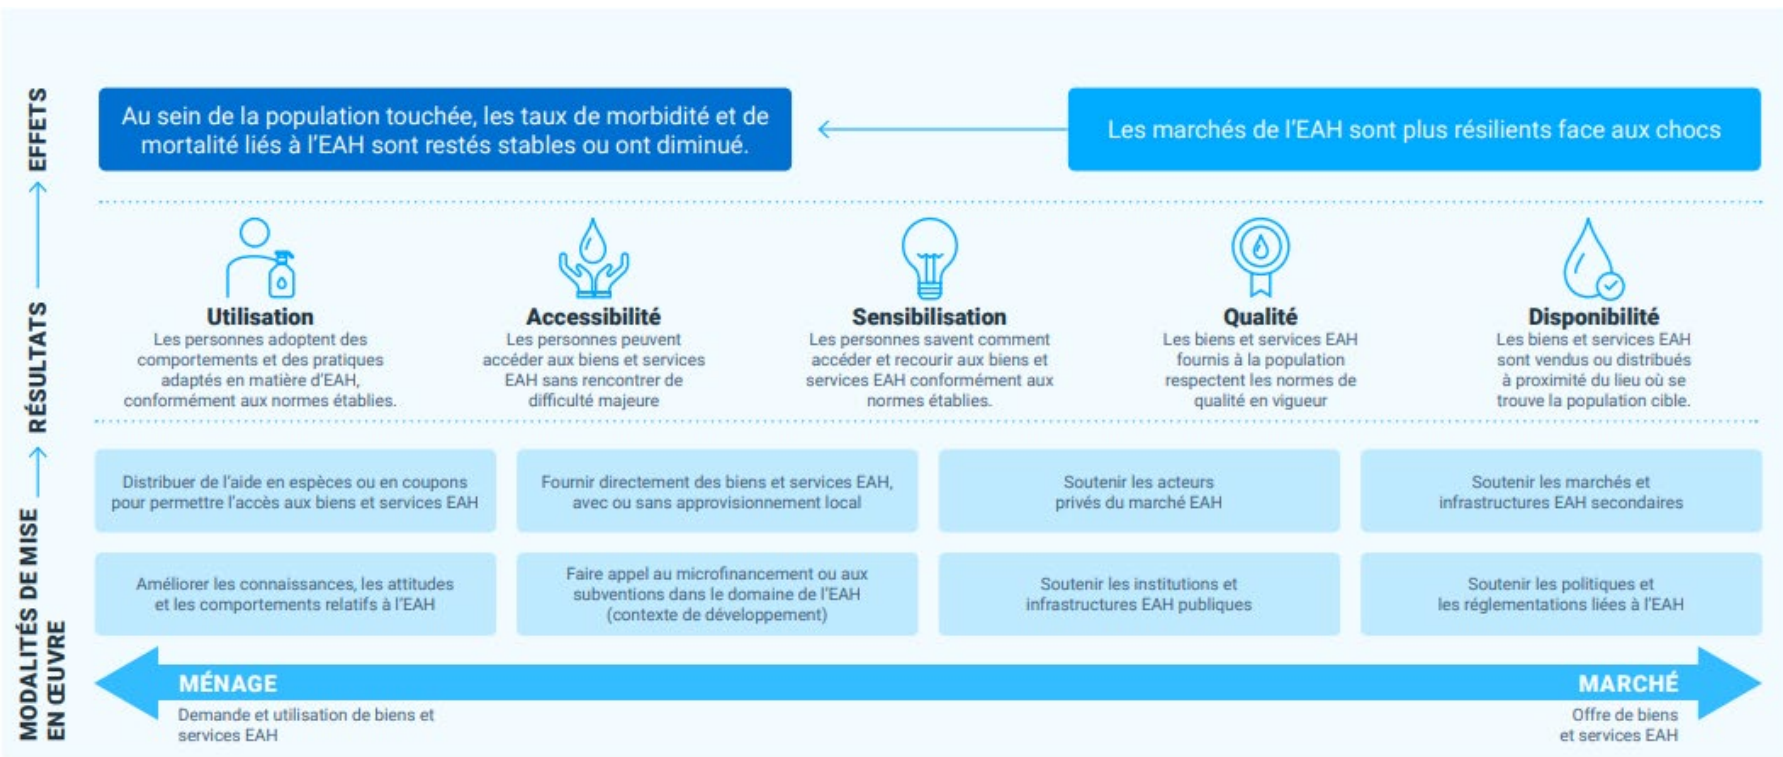 EFFETS
Au sein de la population touchée, les taux de morbidité et de
mortalité liés à l'EAH sont restés stables ou ont diminué.
Les marchés de l'EAH sont plus résilients face aux chocs
RÉSULTATS
Utilisation
Les personnes adoptent des
comportements et des pratiques
adaptés en matière d'EAH,
conformément aux normes établies.
Accessibilité
Les personnes peuvent
accéder aux biens et services
EAH sans rencontrer de
difficulté majeure
Sensibilisation
Les personnes savent comment
accéder et recourir aux biens et
services EAH conformément aux
normes établies.
Qualité
Les biens et services EAH
fournis à la population
respectent les normes de
qualité en vigueur
Disponibilité
Les biens et services EAH
sont vendus ou distribués
à proximité du lieu où se
trouve la population cible.
MODALITÉS DE MISE
EN ŒUVRE
Distribuer de l'aide en espèces ou en coupons
pour permettre l'accès aux biens et services EAH
Fournir directement des biens et services EAH,
avec ou sans approvisionnement local
Soutenir les acteurs
privés du marché EAH
Soutenir les marchés et
infrastructures EAH secondaires
Améliorer les connaissances, les attitudes
et les comportements relatifs à l'EAH
Faire appel au microfinancement ou aux
subventions dans le domaine de l'EAH
(contexte de développement)
Soutenir les institutions et
infrastructures EAH publiques
Soutenir les politiques et
les réglementations liées à l'EAH
MÉNAGE
Demande et utilisation de biens et
services EAH
MARCHÉ
Offre de biens
et services EAH